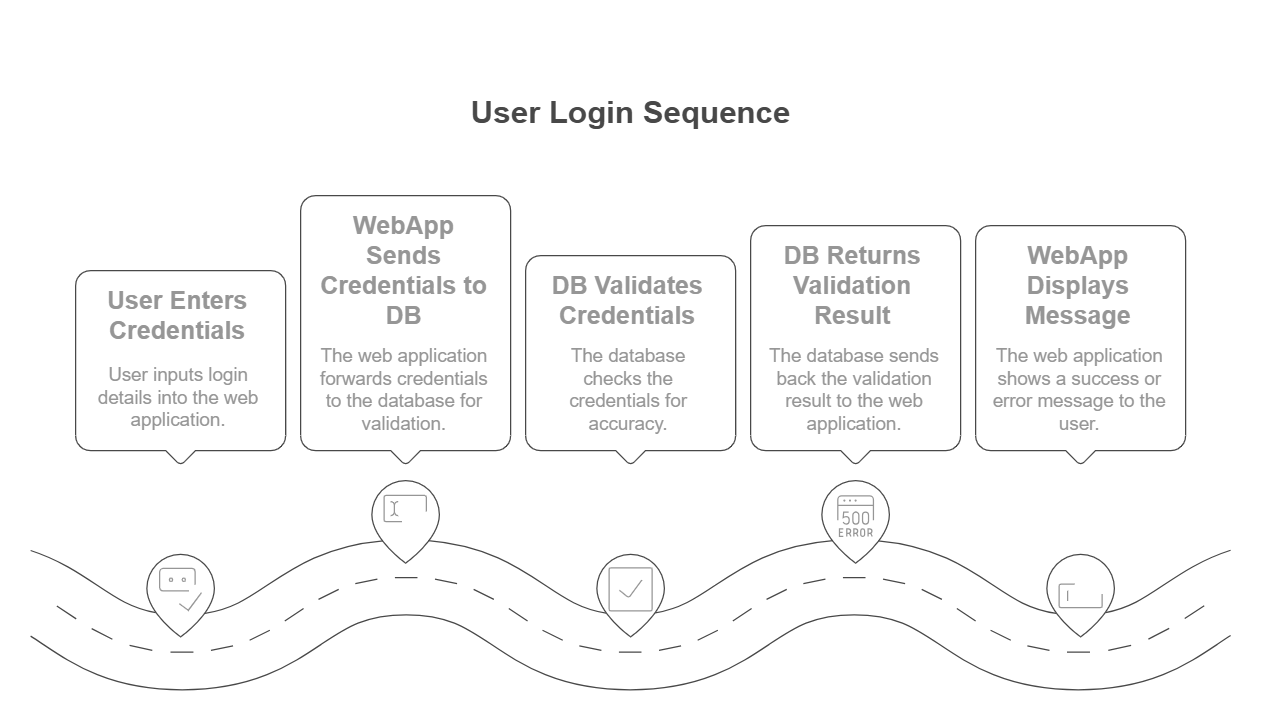 User Login Sequence
User Enters
Credentials
User inputs login
details into the web
application.
WebApp
Sends
Credentials to
DB
The web application
forwards credentials
to the database for
validation.
DB Validates
Credentials
The database
checks the
credentials for
accuracy.
DB Returns
Validation
Result
The database sends
back the validation
result to the web
application.
WebApp
Displays
Message
The web application
shows a success or
error message to the
user.
500
ERROR